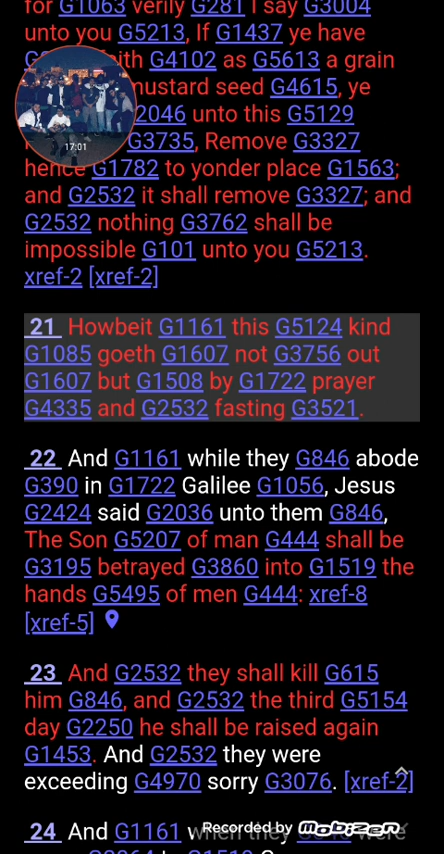 for G1063 verily G281 I say G3004
unto you G5213, If G1437 ye have
faith G4102 as G5613 a grain
mustard seed G4615, ye
2046 unto this G5129
G3735, Remove G3327
hence G1782 to yonder place G1563;
and G2532 it shall remove G3327; and
G2532 nothing G3762 shall be
impossible G101 unto you G5213.
xref-2 [xref-2]
21 Howbeit G1161 this G5124 kind
G1085 goeth G1607 not G3756 out
G1607 but G1508 by G1722 prayer
G4335 and G2532 fasting G3521.
22 And G1161 while they G846 abode
G390 in G1722 Galilee G1056, Jesus
G2424 said G2036 unto them G846,
The Son G5207 of man G444 shall be
G3195 betrayed G3860 into G1519 the
hands G5495 of men G444: xref-8
[xref-5]
23 And G2532 they shall kill G615
him G846, and G2532 the third G5154
day G2250 he shall be raised again
G1453. And G2532 they were
exceeding G4970 sorry G3076. [xref-2]
24 And G1161 when they were
17:01
Recorded by Mobizen